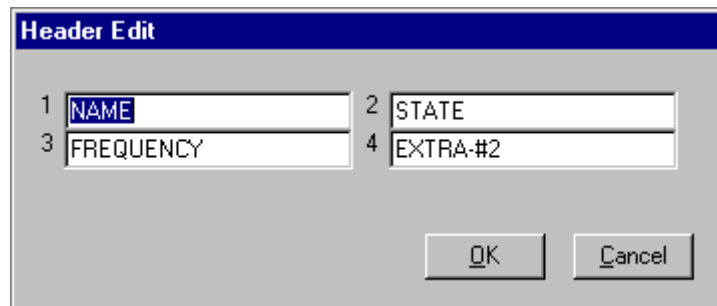 Header Edit
1 NAME 2 STATE
3 FREQUENCY 4 EXTRA-#2
OK Cancel